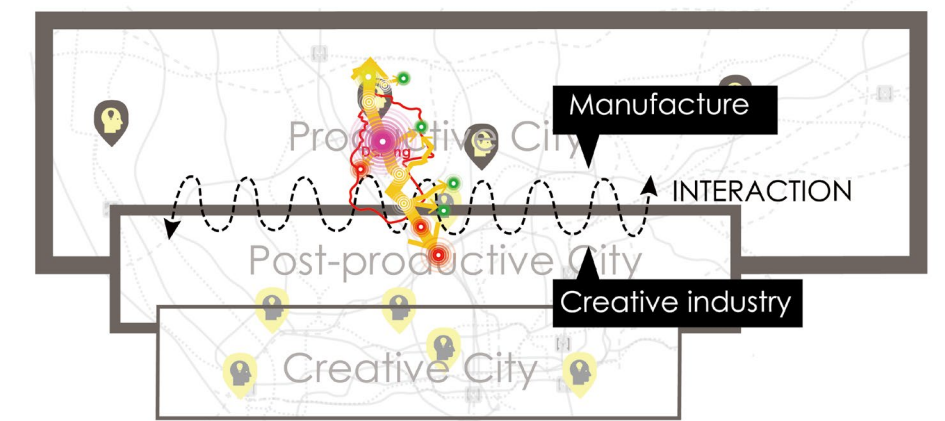 Manufacture
Productive City
INTERACTION
Post-productive City
Creative industry
Creative City